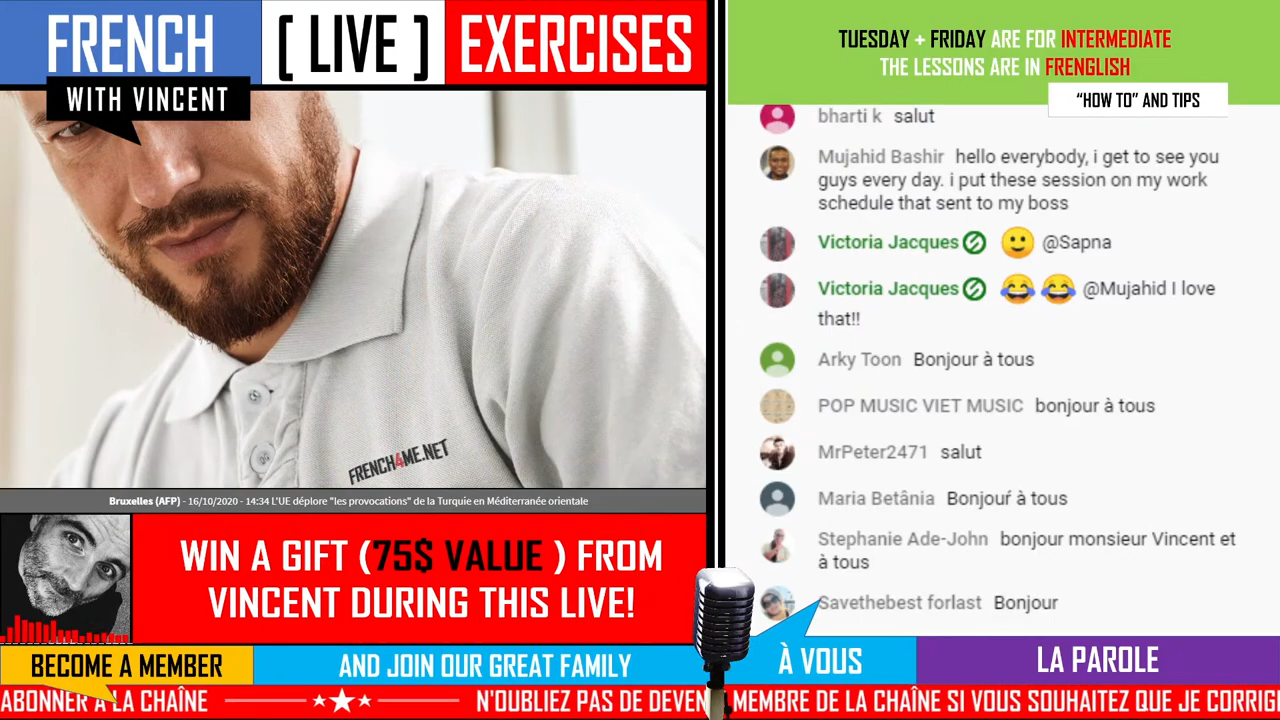 FRENCH
[ LIVE ]
EXERCISES
WITH VINCENT
FRENCH4ME.NET
Bruxelles (AFP) - 16/10/2020 - 14:34 L'UE déplore "les provocations" de la Turquie en Méditerranée orientale
WIN A GIFT (75$ VALUE ) FROM
VINCENT DURING THIS LIVE!
BECOME A MEMBER
AND JOIN OUR GREAT FAMILY
TUESDAY + FRIDAY ARE FOR INTERMEDIATE
THE LESSONS ARE IN FRENGLISH
“HOW TO” AND TIPS
bharti k salut
Mujahid Bashir hello everybody, i get to see you
guys every day. i put these session on my work
schedule that sent to my boss
Victoria Jacques 🙂 @Sapna
Victoria Jacques 😂 😂 @Mujahid I love
that!!
Arky Toon Bonjour à tous
POP MUSIC VIET MUSIC bonjour à tous
MrPeter2471 salut
Maria Betânia Bonjouŕ à tous
Stephanie Ade-John bonjour monsieur Vincent et
à tous
Savethebest forlast Bonjour
À VOUS
LA PAROLE
ABONNER À LA CHAÎNE
N'OUBLIEZ PAS DE DEVEN
MEMBRE DE LA CHAÎNE SI VOUS SOUHAITEZ QUE JE CORRIG